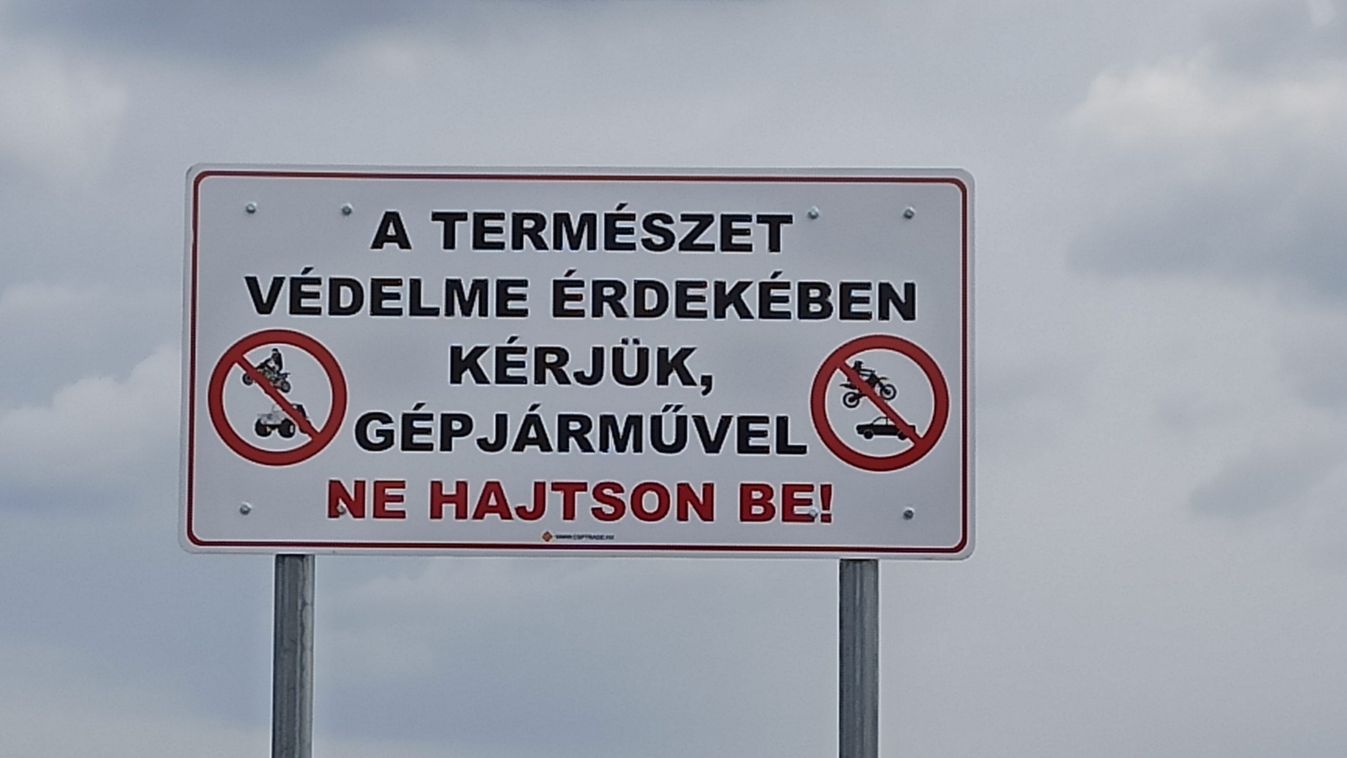 A TERMÉSZET
VÉDELME ÉRDEKÉBEN
KÉRJÜK,
GÉPJÁRMŰVEL
NE HAJTSON BE!